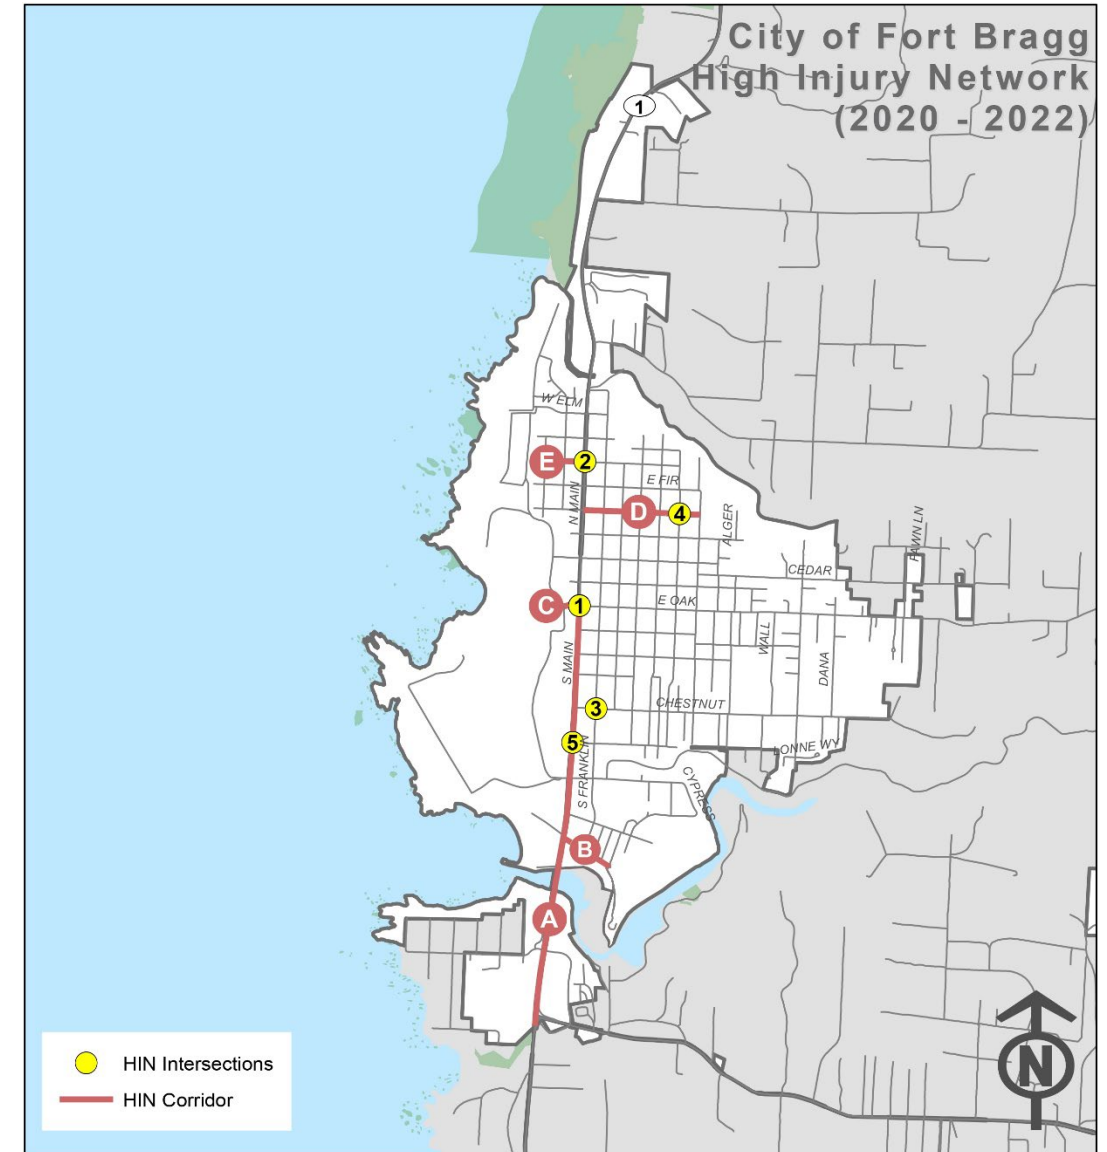 City of Fort Bragg
High Injury Network
(2020 - 2022)
1
W ELM
E
2
E FIR
N MAIN
D
4
ALGER
FAWN LN
CEDAR
C
1
E OAK
S MAIN
WALL
DANA
3
CHESTNUT
5
LONNE WY
S FRANKLIN
CYPRESS
B
A
N
HIN Intersections
HIN Corridor